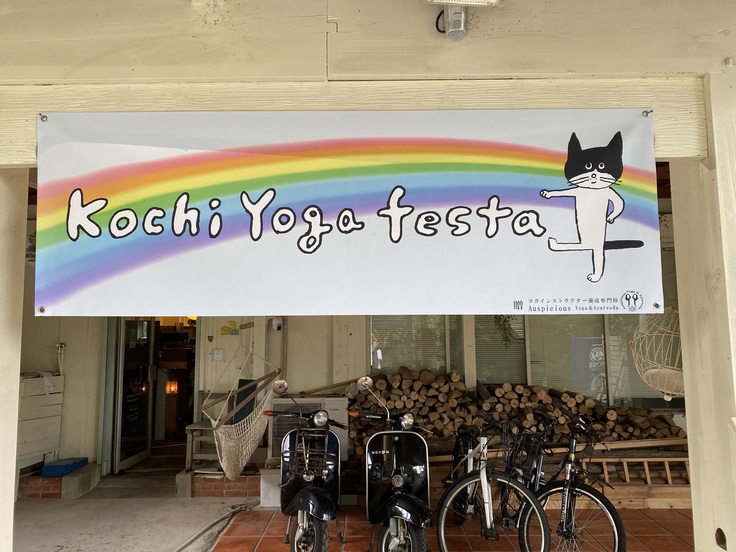 Kochi Yoga festa
ヨガインストラクター養成専門校
Auspicious Yoga&Ayurveda